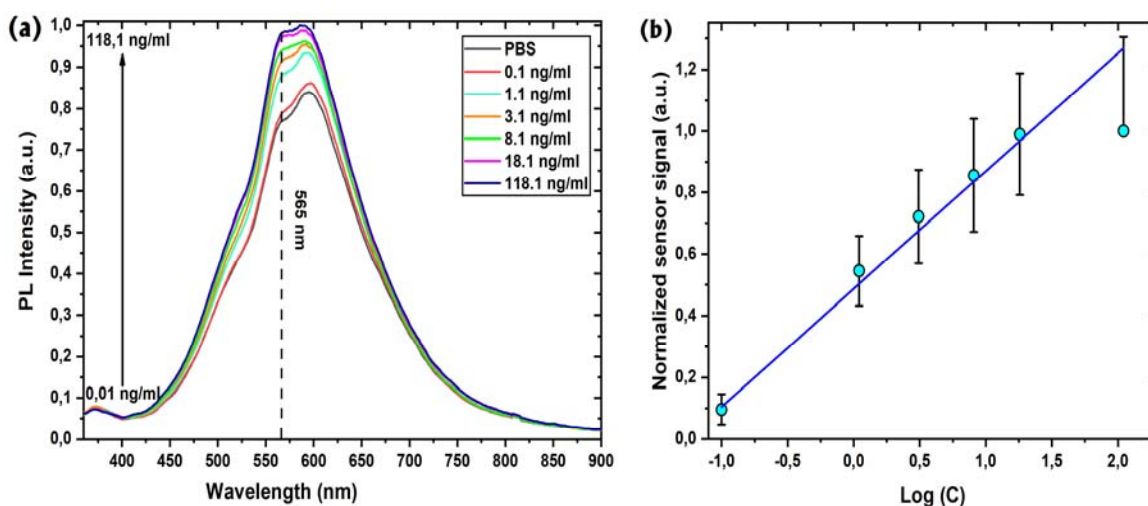 (a)
PL Intensity (a.u.)
1,0
0,9
0,8
0,7
0,6
0,5
0,4
0,3
0,2
0,1
0,0
118,1 ng/ml
0,01 ng/ml
565 nm
PBS
0.1 ng/ml
1.1 ng/ml
3.1 ng/ml
8.1 ng/ml
18.1 ng/ml
118.1 ng/ml
400 450 500 550 600 650 700 750 800 850 900
Wavelength (nm)
(b)
Normalized sensor signal (a.u.)
1,2
1,0
0,8
0,6
0,4
0,2
0,0
-1,0 -0,5 0,0 0,5 1,0 1,5 2,0
Log (C)